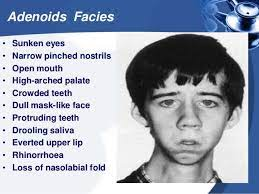 Adenoids Facies
• Sunken eyes
• Narrow pinched nostrils
• Open mouth
• High-arched palate
• Crowded teeth
• Dull mask-like face
• Protruding teeth
• Drooling saliva
• Everted upper lip
• Rhinorrhoea
• Loss of nasolabial fold